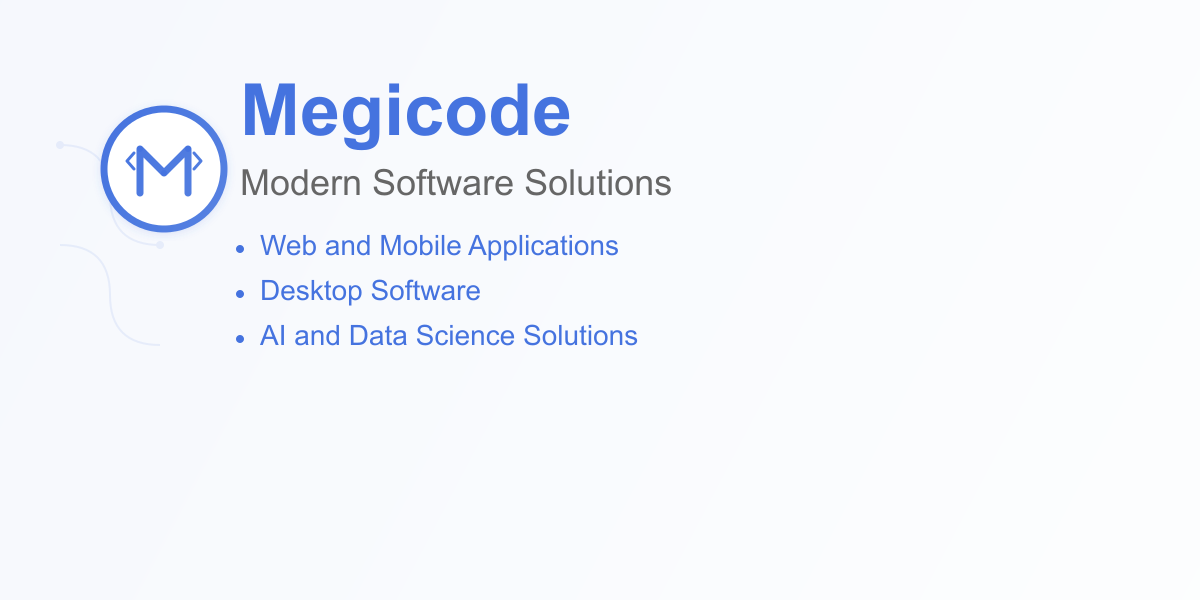 Megicode
Modern Software Solutions
• Web and Mobile Applications
• Desktop Software
• AI and Data Science Solutions
<M>